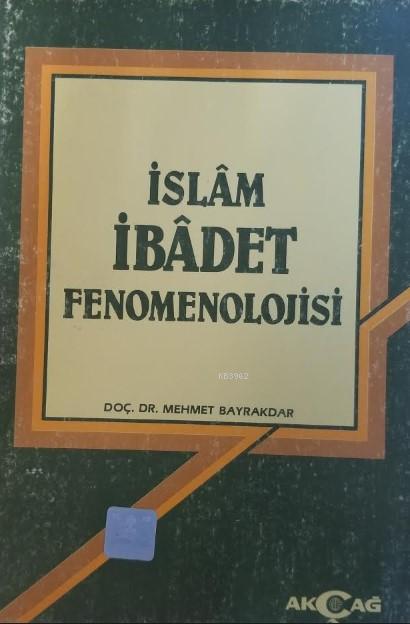 İSLÂM
İBÂDET
FENOMENOLOJİSİ
KB3962
DOÇ. DR. MEHMET BAYRAKDAR
AKÇAĞ